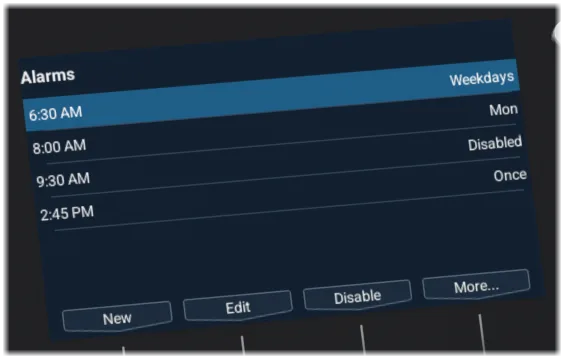 Alarms
6:30 AM Weekdays
8:00 AM Mon
9:30 AM Disabled
2:45 PM Once
New Edit Disable More...